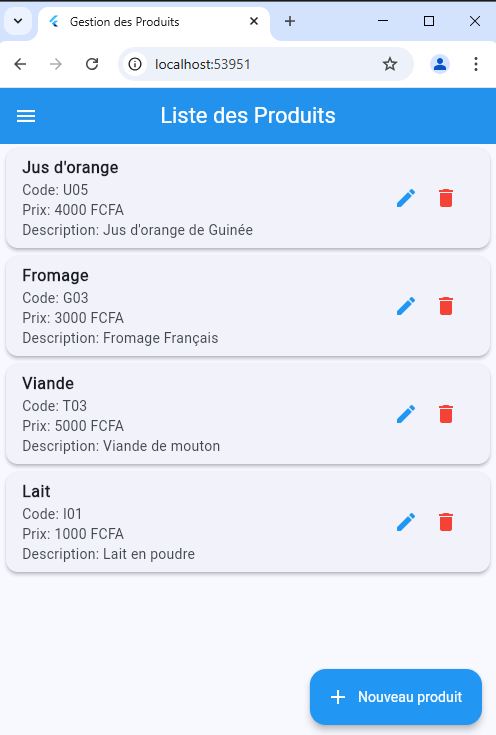 Gestion des Produits
localhost:53951
Liste des Produits
Jus d'orange
Code: U05
Prix: 4000 FCFA
Description: Jus d'orange de Guinée
Fromage
Code: G03
Prix: 3000 FCFA
Description: Fromage Français
Viande
Code: T03
Prix: 5000 FCFA
Description: Viande de mouton
Lait
Code: I01
Prix: 1000 FCFA
Description: Lait en poudre
Nouveau produit